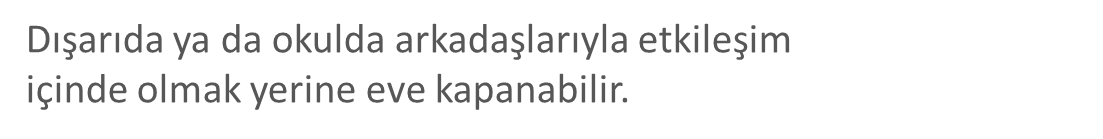 Dışarıda ya da okulda arkadaşlarıyla etkileşim
içinde olmak yerine eve kapanabilir.